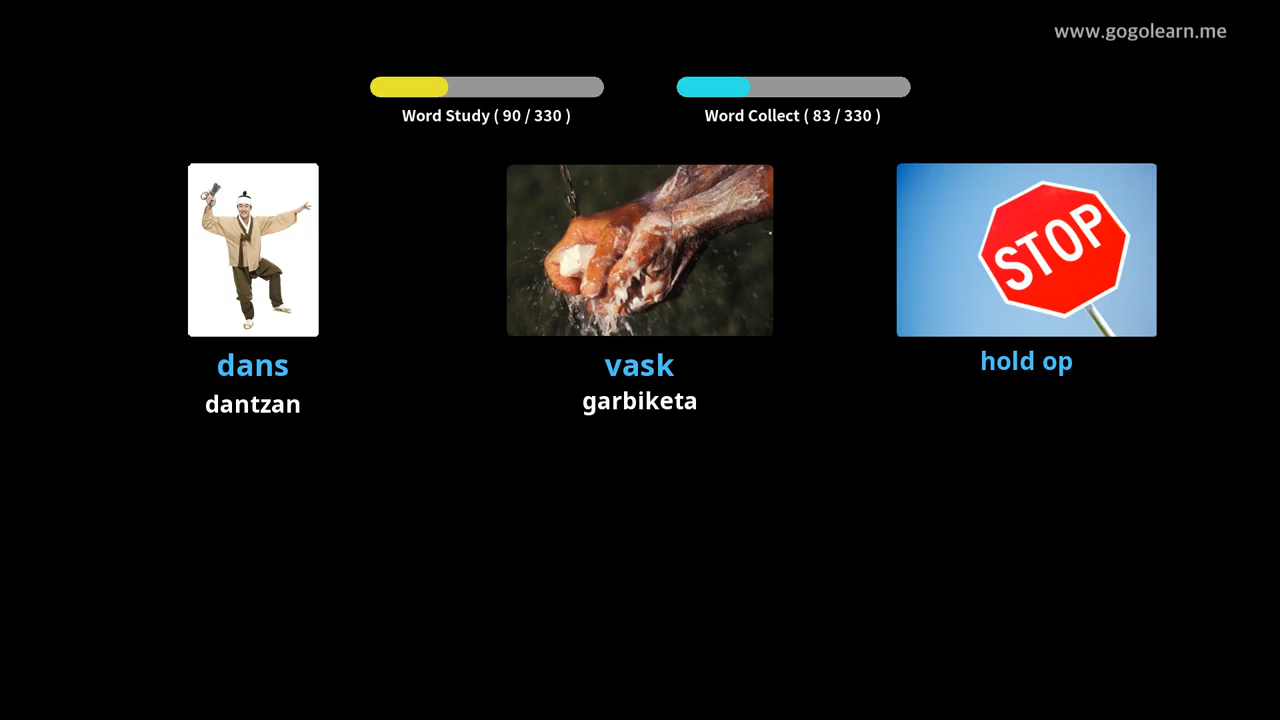 www.gogolearn.me
Word Study ( 90 / 330 )
Word Collect ( 83 / 330 )
STOP
dans
vask
hold op
dantzan
garbiketa